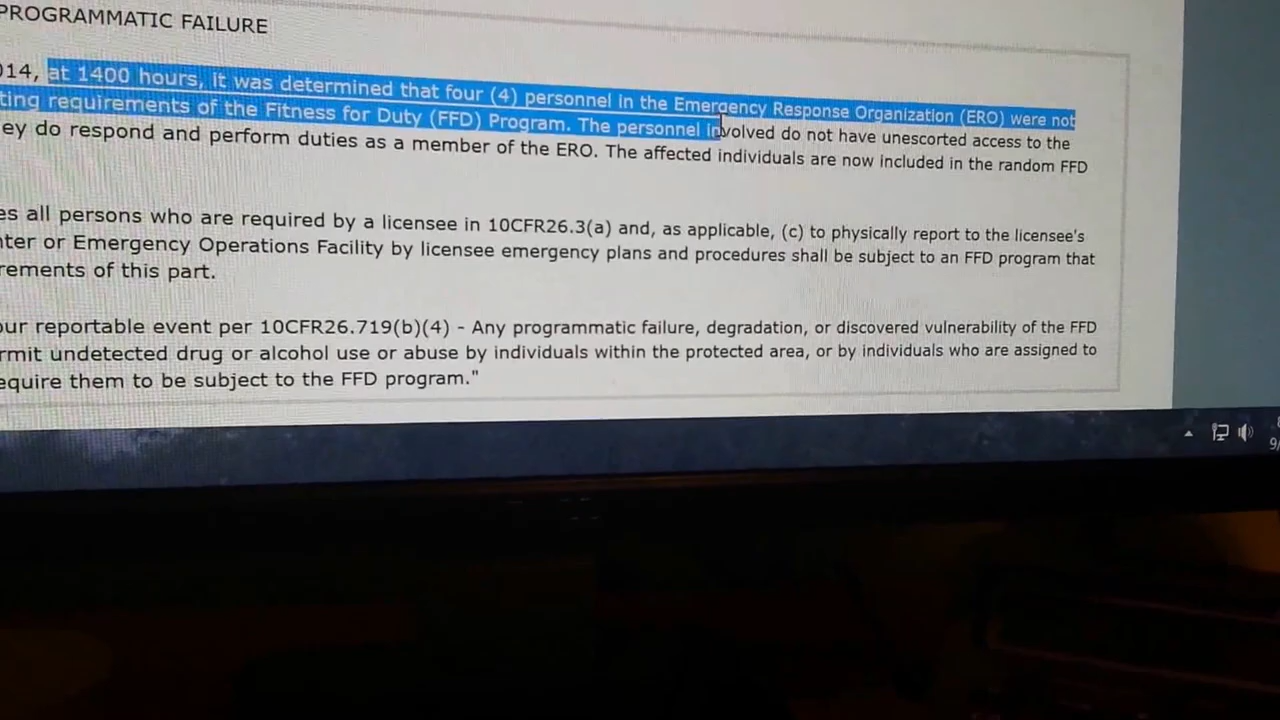 PROGRAMMATIC FAILURE
014, at 1400 hours, it was determined that four (4) personnel in the Emergency Response Organization (ERO) were not
ting requirements of the Fitness for Duty (FFD) Program. The personnel involved do not have unescorted access to the
ey do respond and perform duties as a member of the ERO. The affected individuals are now included in the random FFD
es all persons who are required by a licensee in 10CFR26.3(a) and, as applicable, (c) to physically report to the licensee's
nter or Emergency Operations Facility by licensee emergency plans and procedures shall be subject to an FFD program that
rements of this part.
our reportable event per 10CFR26.719(b)(4) - Any programmatic failure, degradation, or discovered vulnerability of the FFD
rmit undetected drug or alcohol use or abuse by individuals within the protected area, or by individuals who are assigned to
equire them to be subject to the FFD program."
9/